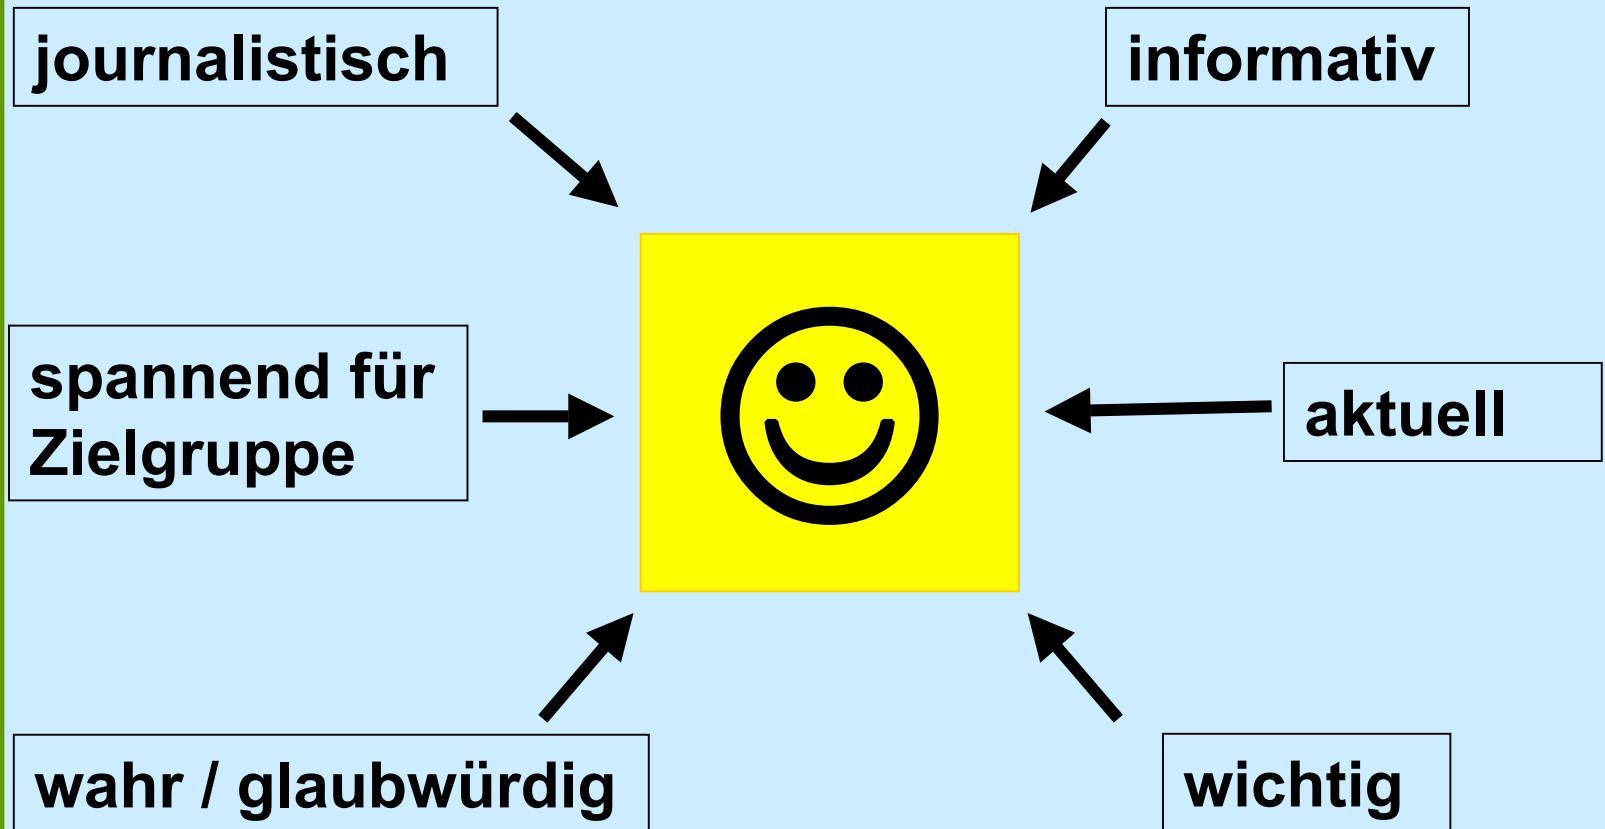 journalistisch
informativ
spannend für
Zielgruppe
aktuell
wahr / glaubwürdig
wichtig